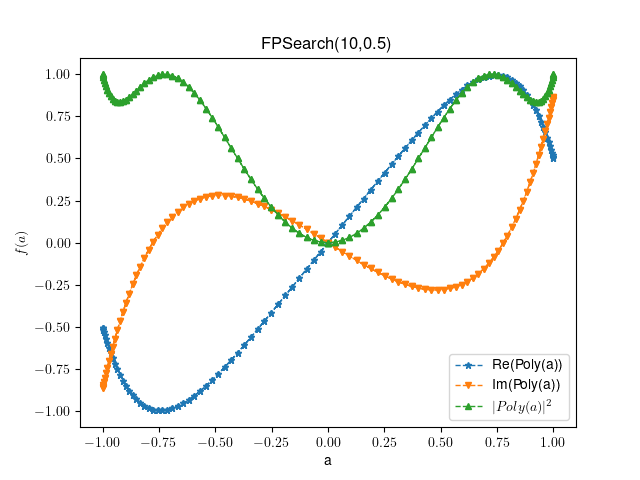 FPSearch(10,0.5)
1.00
0.75
0.50
0.25
0.00
−0.25
−0.50
−0.75
−1.00
f(a)
Re(Poly(a))
Im(Poly(a))
|Poly(a)|²
−1.00 −0.75 −0.50 −0.25 0.00 0.25 0.50 0.75 1.00
a